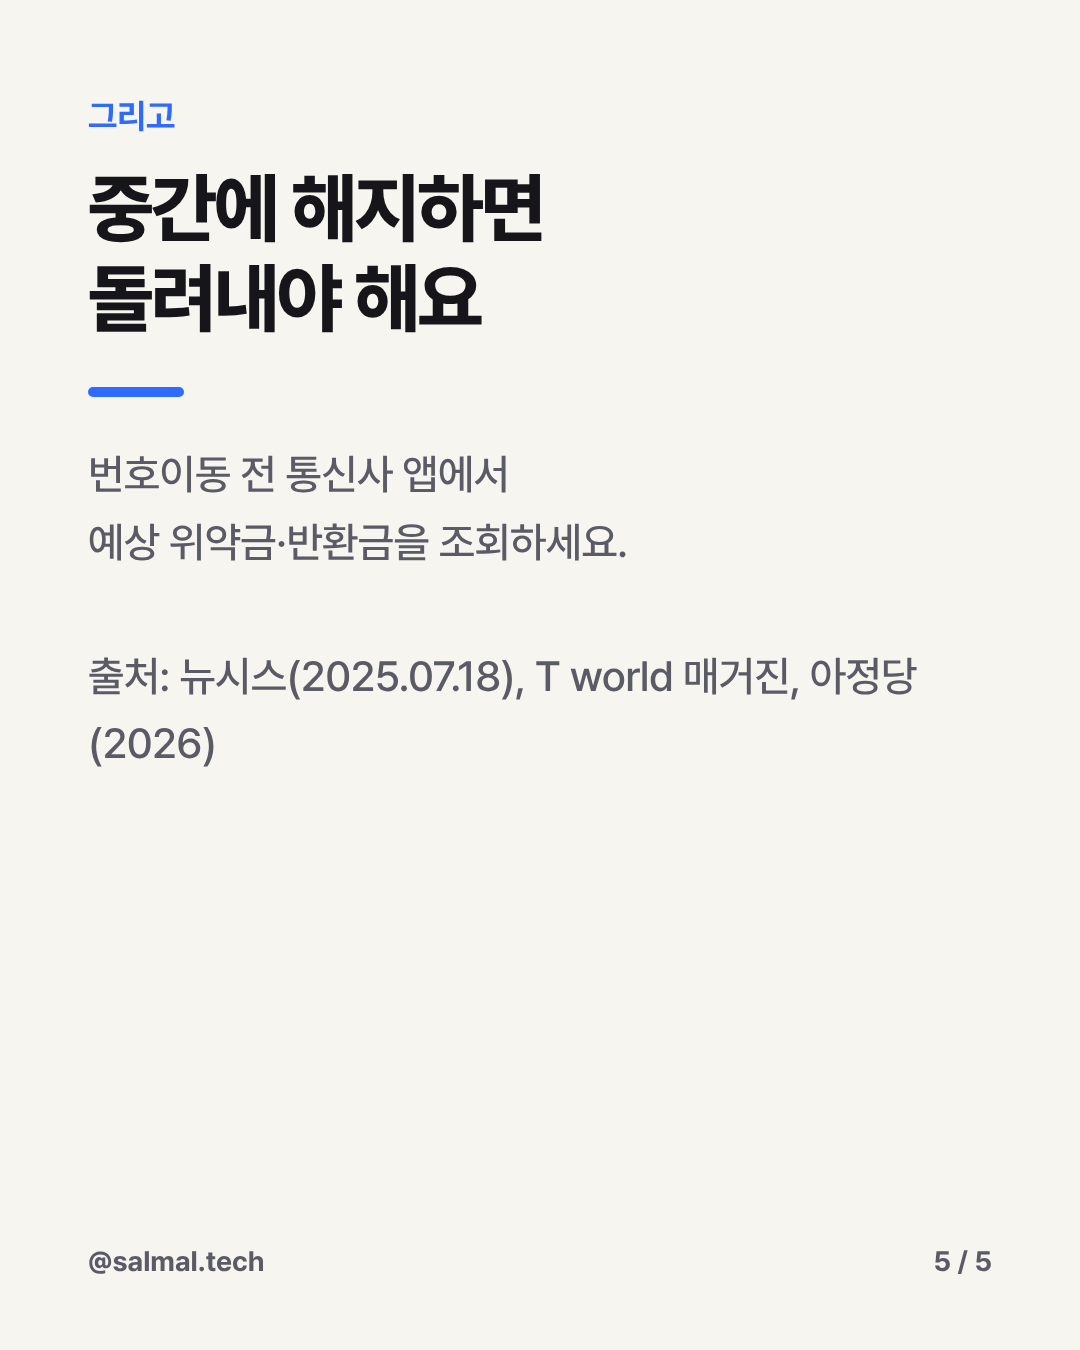 그리고
중간에 해지하면
돌려내야 해요
번호이동 전 통신사 앱에서
예상 위약금·반환금을 조회하세요.
출처: 뉴시스(2025.07.18), T world 매거진, 아정당
(2026)
@salmal.tech
5 / 5